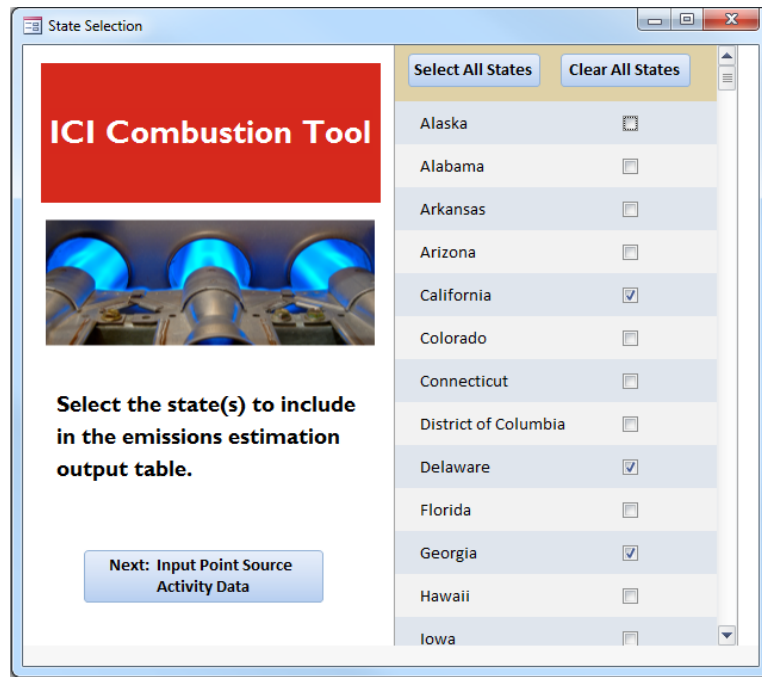 State Selection
ICI Combustion Tool
Select the state(s) to include
in the emissions estimation
output table.
Next: Input Point Source
Activity Data
Select All States
Clear All States
Alaska
Alabama
Arkansas
Arizona
California
Colorado
Connecticut
District of Columbia
Delaware
Florida
Georgia
Hawaii
Iowa